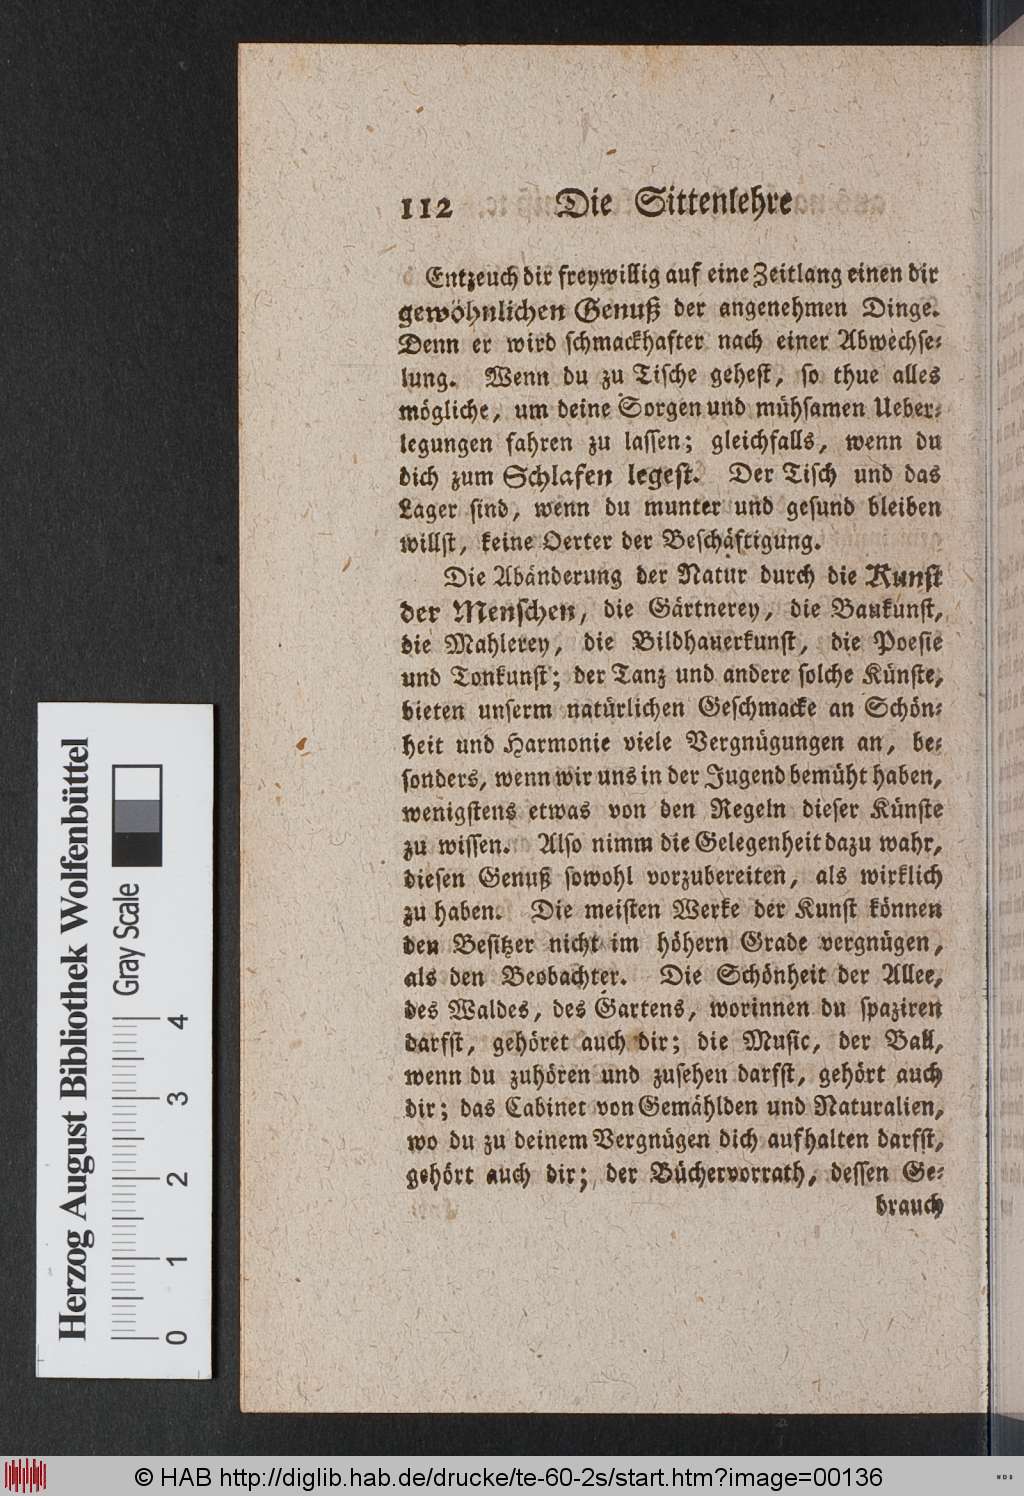 112 Die Sittenlehre
Entzeuch dir freywillig auf eine Zeitlang einen dir
gewöhnlichen Genuß der angenehmen Dinge.
Denn er wird schmackhafter nach einer Abwechse-
lung. Wenn du zu Tische gehest, so thue alles
mögliche, um deine Sorgen und mühsamen Ueber-
legungen fahren zu lassen; gleichfalls, wenn du
dich zum Schlafen legest. Der Tisch und das
Lager sind, wenn du munter und gesund bleiben
willst, keine Oerter der Beschäftigung.
Die Abänderung der Natur durch die Kunst
der Menschen, die Gärtnerey, die Baukunst,
die Mahlerey, die Bildhauerkunst, die Poesie
und Tonkunst; der Tanz und andere solche Künste,
bieten unserm natürlichen Geschmacke an Schön-
heit und Harmonie viele Vergnügungen an, be-
sonders, wenn wir uns in der Jugend bemüht haben,
wenigstens etwas von den Regeln dieser Künste
zu wissen. Also nimm die Gelegenheit dazu wahr,
diesen Genuß sowohl vorzubereiten, als wirklich
zu haben. Die meisten Werke der Kunst können
den Besitzer nicht im höhern Grade vergnügen,
als den Beobachter. Die Schönheit der Allee,
des Waldes, des Gartens, worinnen du spaziren
darfst, gehöret auch dir; die Music, der Ball,
wenn du zuhören und zusehen darfst, gehört auch
dir; das Cabinet von Gemählden und Naturalien,
wo du zu deinem Vergnügen dich aufhalten darfst,
gehört auch dir; der Büchervorrath, dessen Ge-
brauch
Herzog August Bibliothek Wolfenbüttel
Gray Scale
0 1 2 3 4
© HAB http://diglib.hab.de/drucke/te-60-2s/start.htm?image=00136